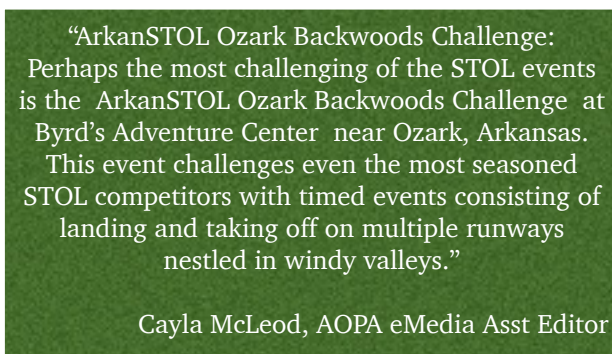 “ArkanSTOL Ozark Backwoods Challenge:
Perhaps the most challenging of the STOL events
is the  ArkanSTOL Ozark Backwoods Challenge  at
Byrd’s Adventure Center  near Ozark, Arkansas.
This event challenges even the most seasoned
STOL competitors with timed events consisting of
landing and taking off on multiple runways
nestled in windy valleys.”
Cayla McLeod, AOPA eMedia Asst Editor